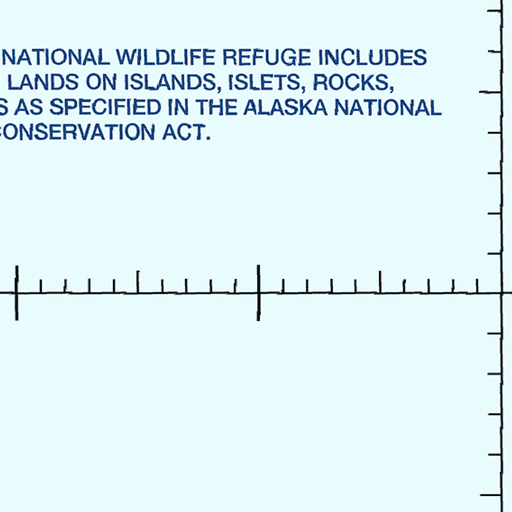 NATIONAL WILDLIFE REFUGE INCLUDES
LANDS ON ISLANDS, ISLETS, ROCKS,
S AS SPECIFIED IN THE ALASKA NATIONAL
CONSERVATION ACT.